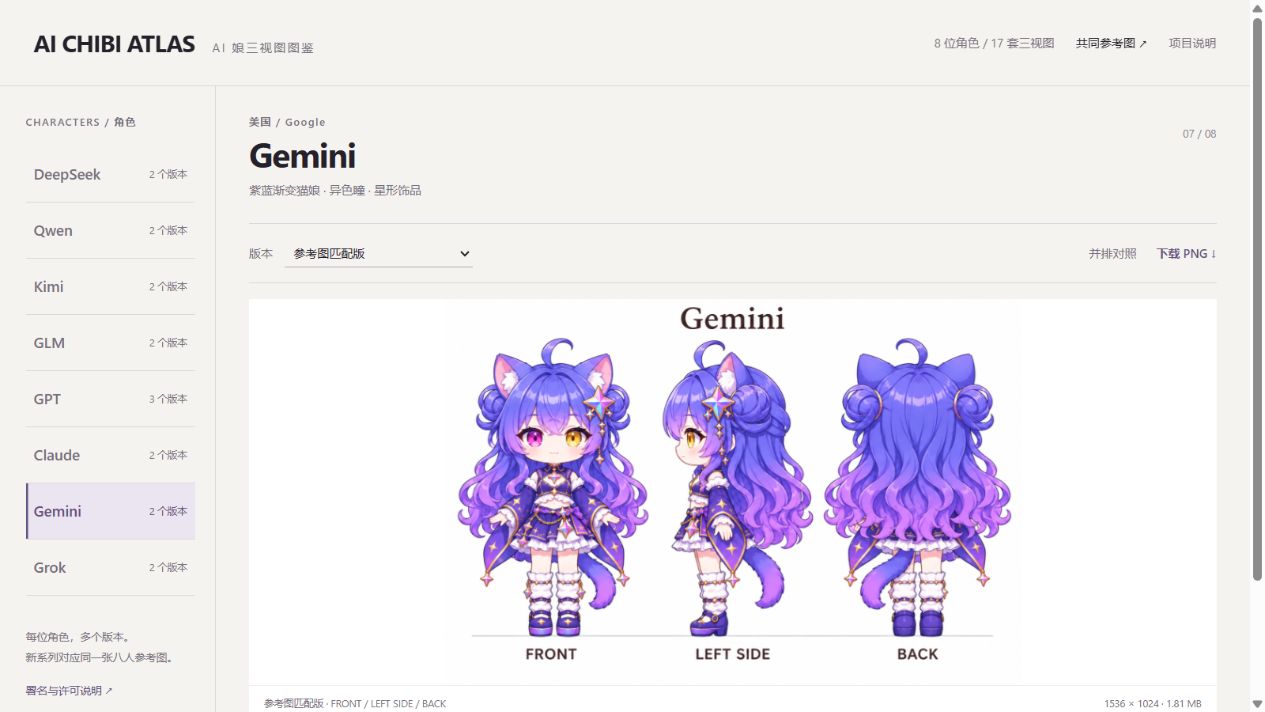 AI CHIBI ATLAS AI 娘三视图图鉴
8 位角色 / 17 套三视图 共同参考图 ↗ 项目说明
CHARACTERS / 角色
DeepSeek 2 个版本
Qwen 2 个版本
Kimi 2 个版本
GLM 2 个版本
GPT 3 个版本
Claude 2 个版本
Gemini 2 个版本
Grok 2 个版本
每位角色，多个版本。
新系列对应同一张八人参考图。
署名与许可说明 ↗
美国 / Google
07 / 08
Gemini
紫蓝渐变猫娘 · 异色瞳 · 星形饰品
版本 参考图匹配版
并排对照 下载 PNG ↓
Gemini
FRONT LEFT SIDE BACK
参考图匹配版 · FRONT / LEFT SIDE / BACK
1536 × 1024 · 1.81 MB